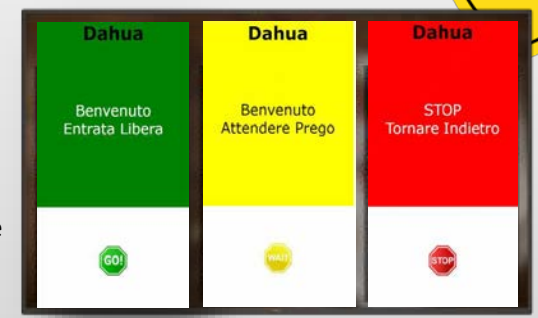 Dahua
Benvenuto
Entrata Libera
GO!
Dahua
Benvenuto
Attendere Prego
WAIT
Dahua
STOP
Tornare Indietro
STOP
e